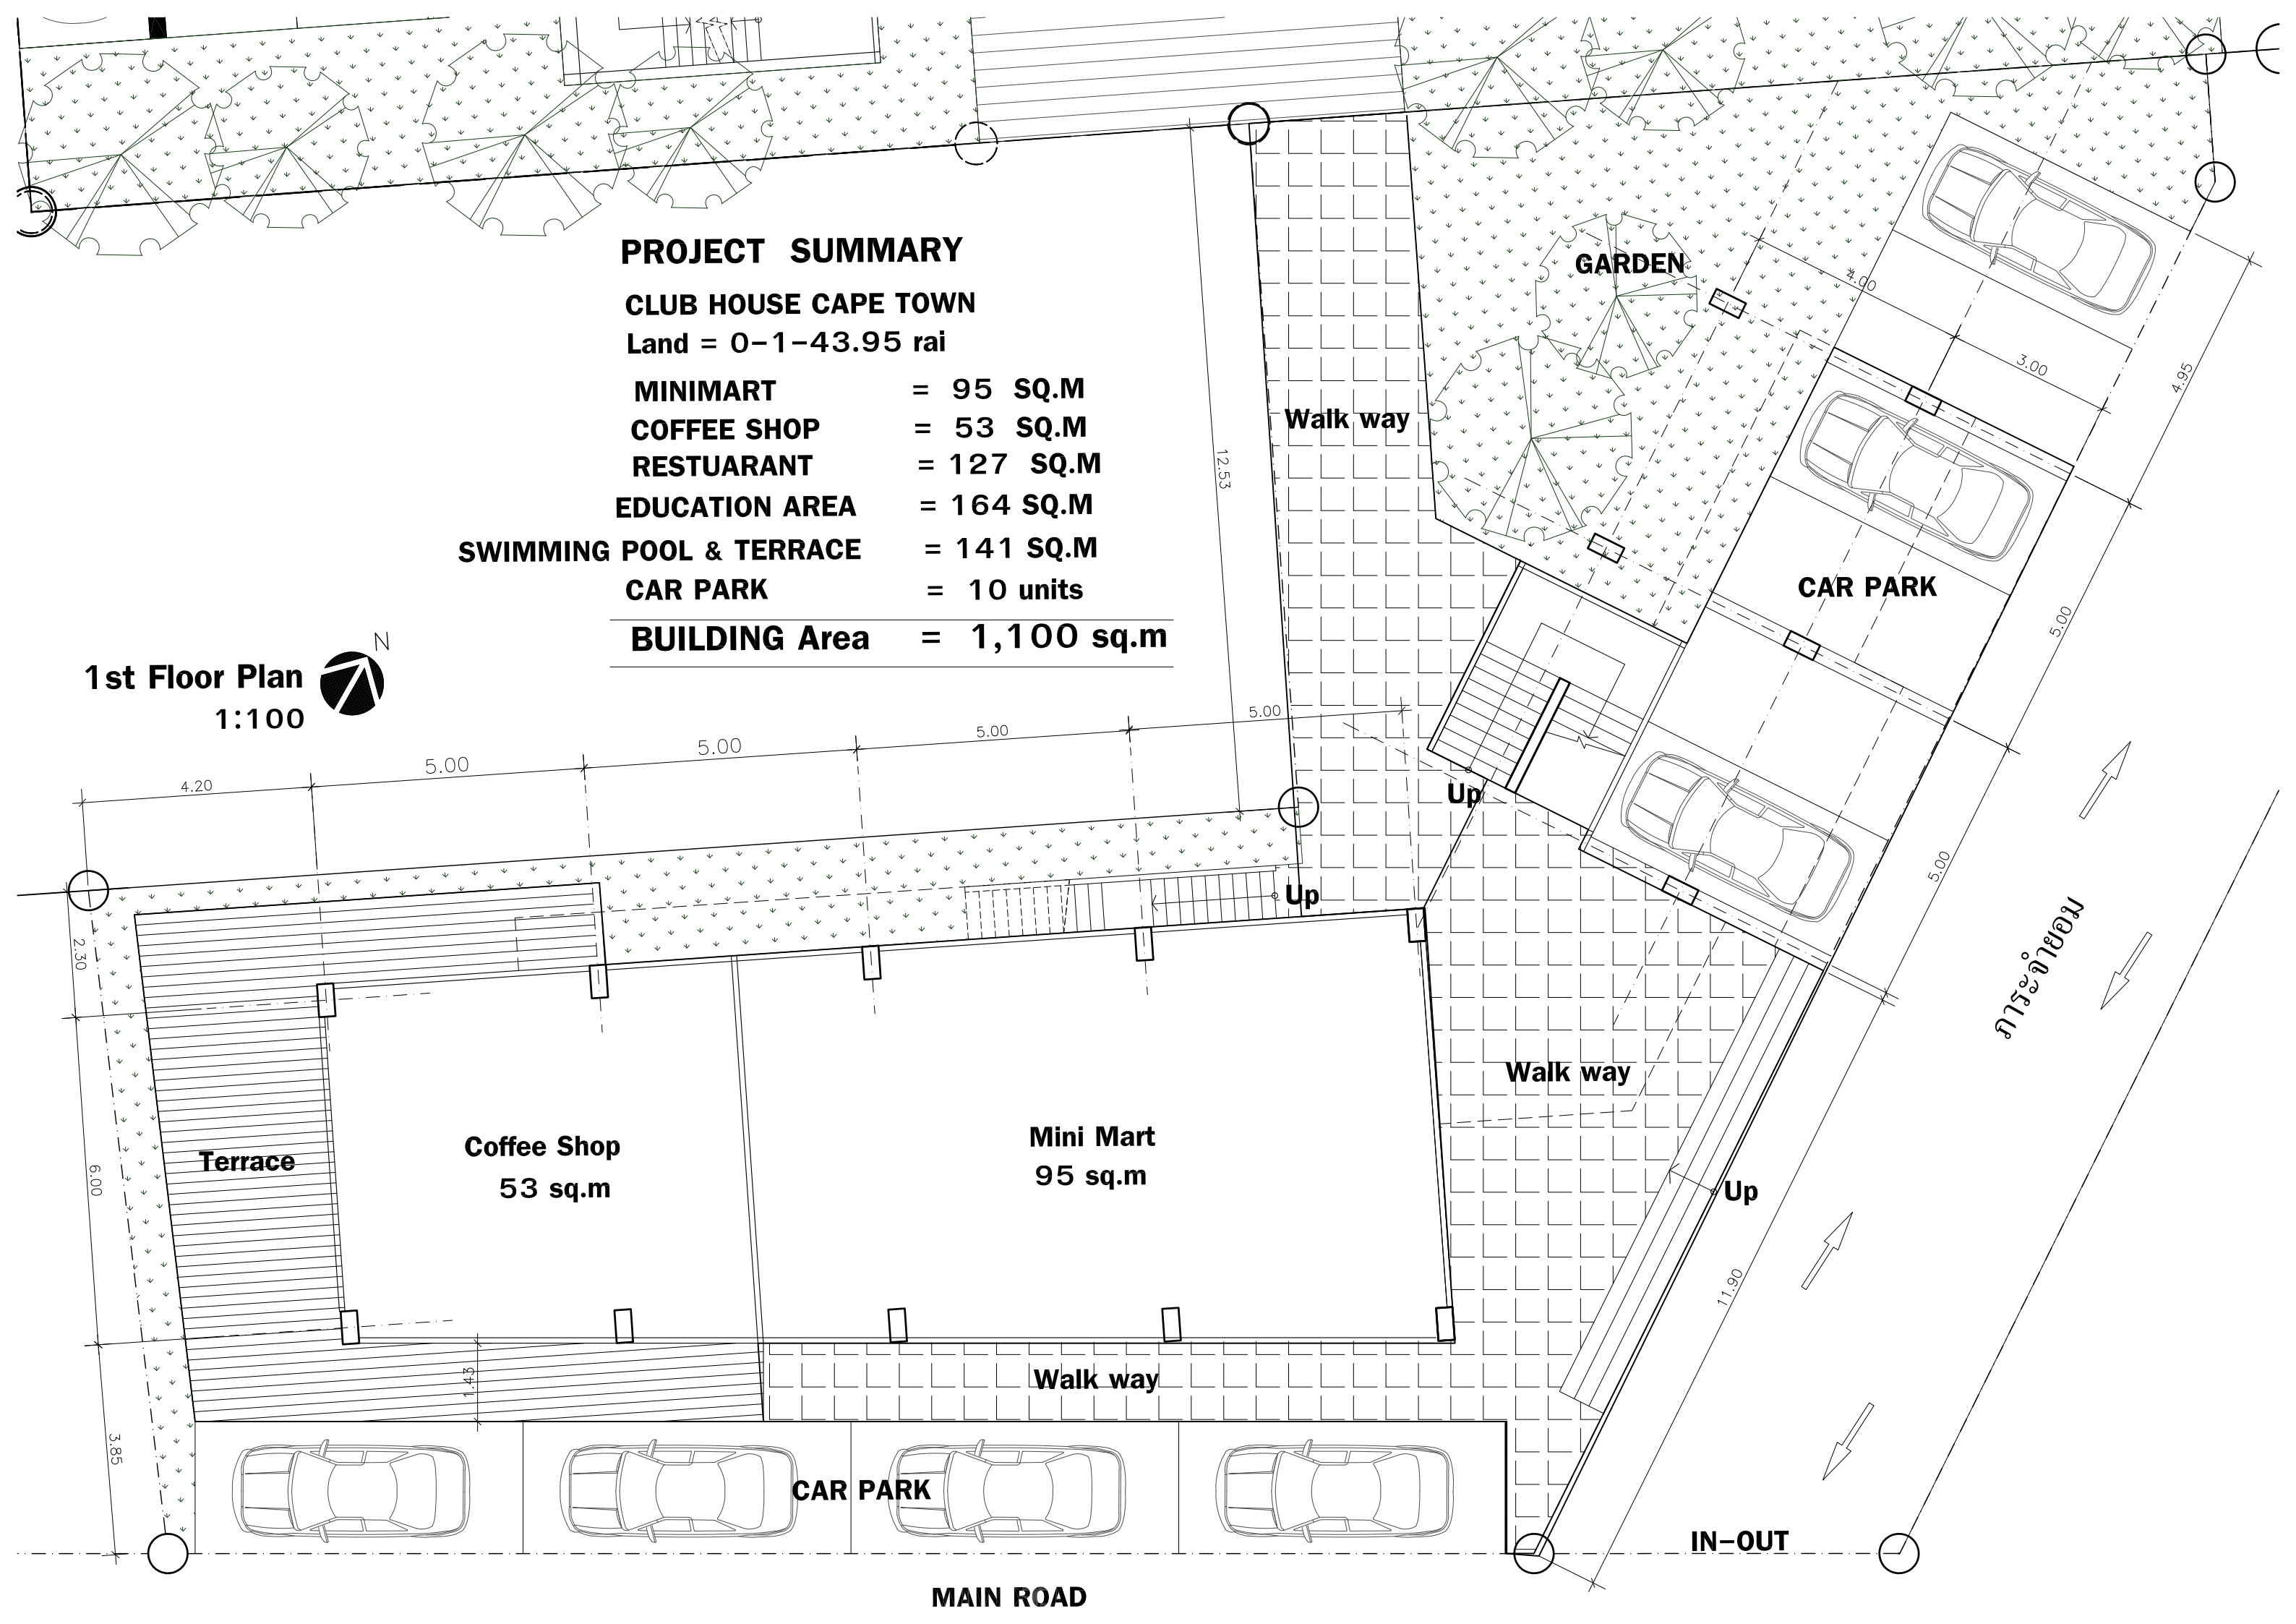 PROJECT SUMMARY
CLUB HOUSE CAPE TOWN
Land = 0-1-43.95 rai
MINIMART = 95 SQ.M
COFFEE SHOP = 53 SQ.M
RESTUARANT = 127 SQ.M
EDUCATION AREA = 164 SQ.M
SWIMMING POOL & TERRACE = 141 SQ.M
CAR PARK = 10 units
BUILDING Area = 1,100 sq.m
1st Floor Plan
1:100
N
GARDEN
4.00
3.00
4.95
Walk way
12.53
CAR PARK
5.00
5.00
4.20
5.00
5.00
5.00
5.00
Up
Up
ภาระจำยอม
2.30
6.00
3.85
Terrace
Coffee Shop
53 sq.m
Mini Mart
95 sq.m
Walk way
Up
11.90
1.43
Walk way
CAR PARK
IN-OUT
MAIN ROAD